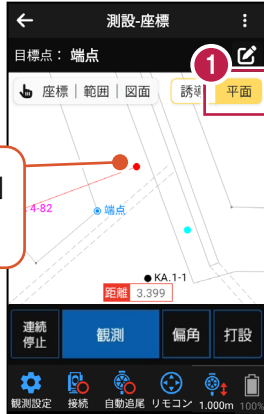 測設-座標
目標点： 端点
1
座標 | 範囲 | 図面
誘導 平面
1
4-82
端点
KA.1-1
距離 3.399
連続
停止
観測
偏角
打設
観測設定 接続 自動追尾 リモコン 1.000m 100%